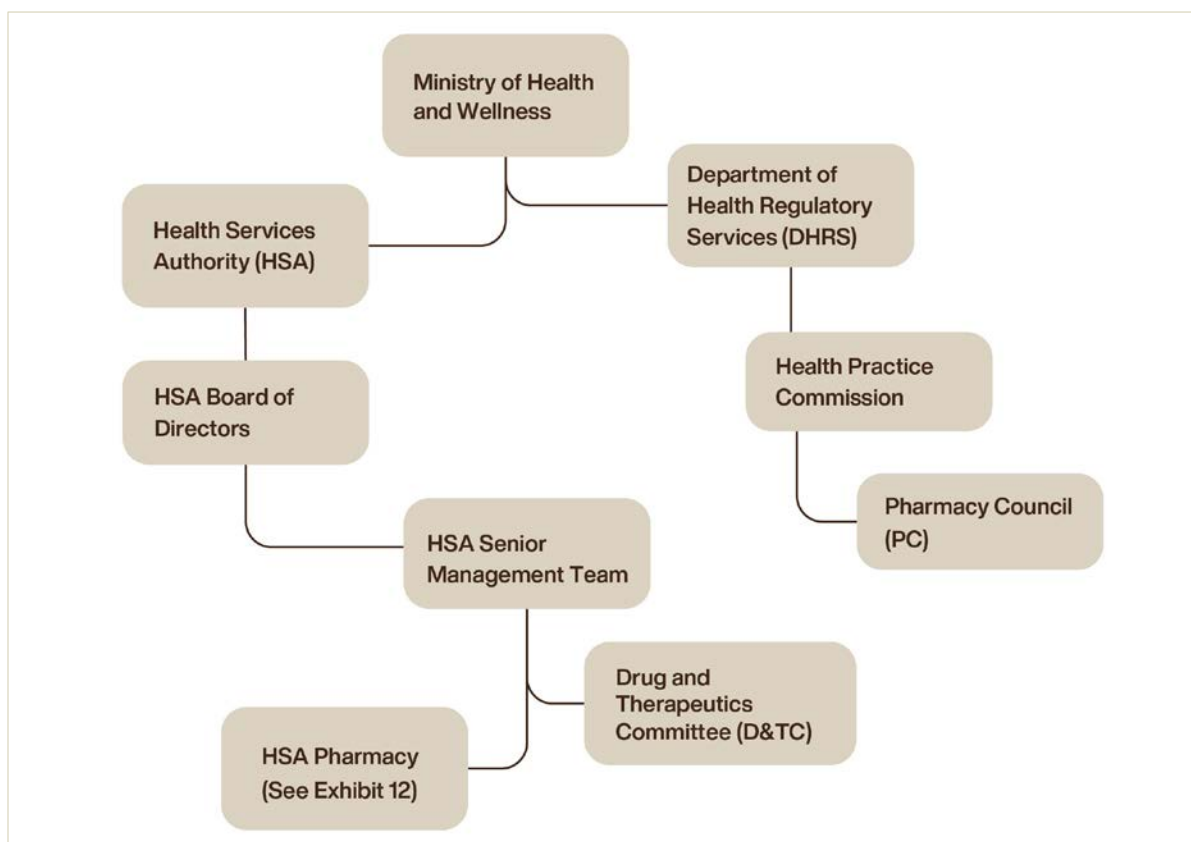 Ministry of Health
and Wellness
Department of
Health Regulatory
Services (DHRS)
Health Services
Authority (HSA)
Health Practice
Commission
HSA Board of
Directors
Pharmacy Council
(PC)
HSA Senior
Management Team
Drug and
Therapeutics
Committee (D&TC)
HSA Pharmacy
(See Exhibit 12)